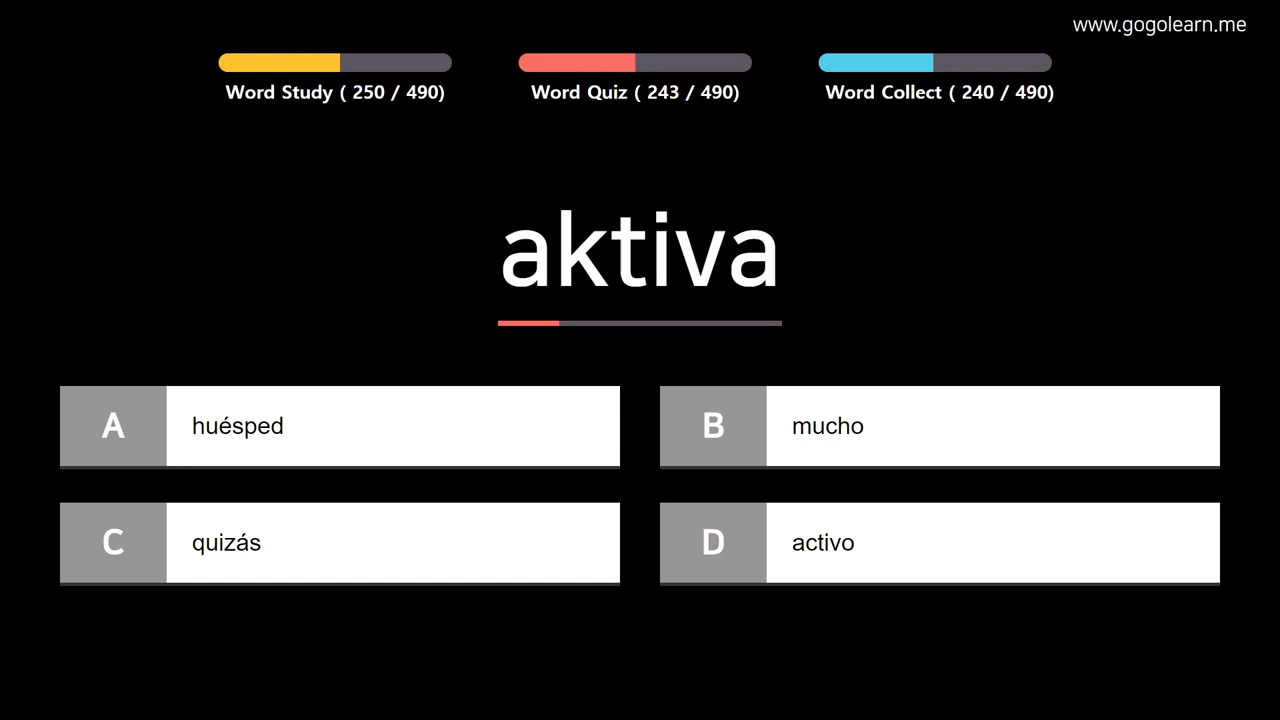 www.gogolearn.me
Word Study ( 250 / 490)
Word Quiz ( 243 / 490)
Word Collect ( 240 / 490)
aktiva
A huésped
B mucho
C quizás
D activo